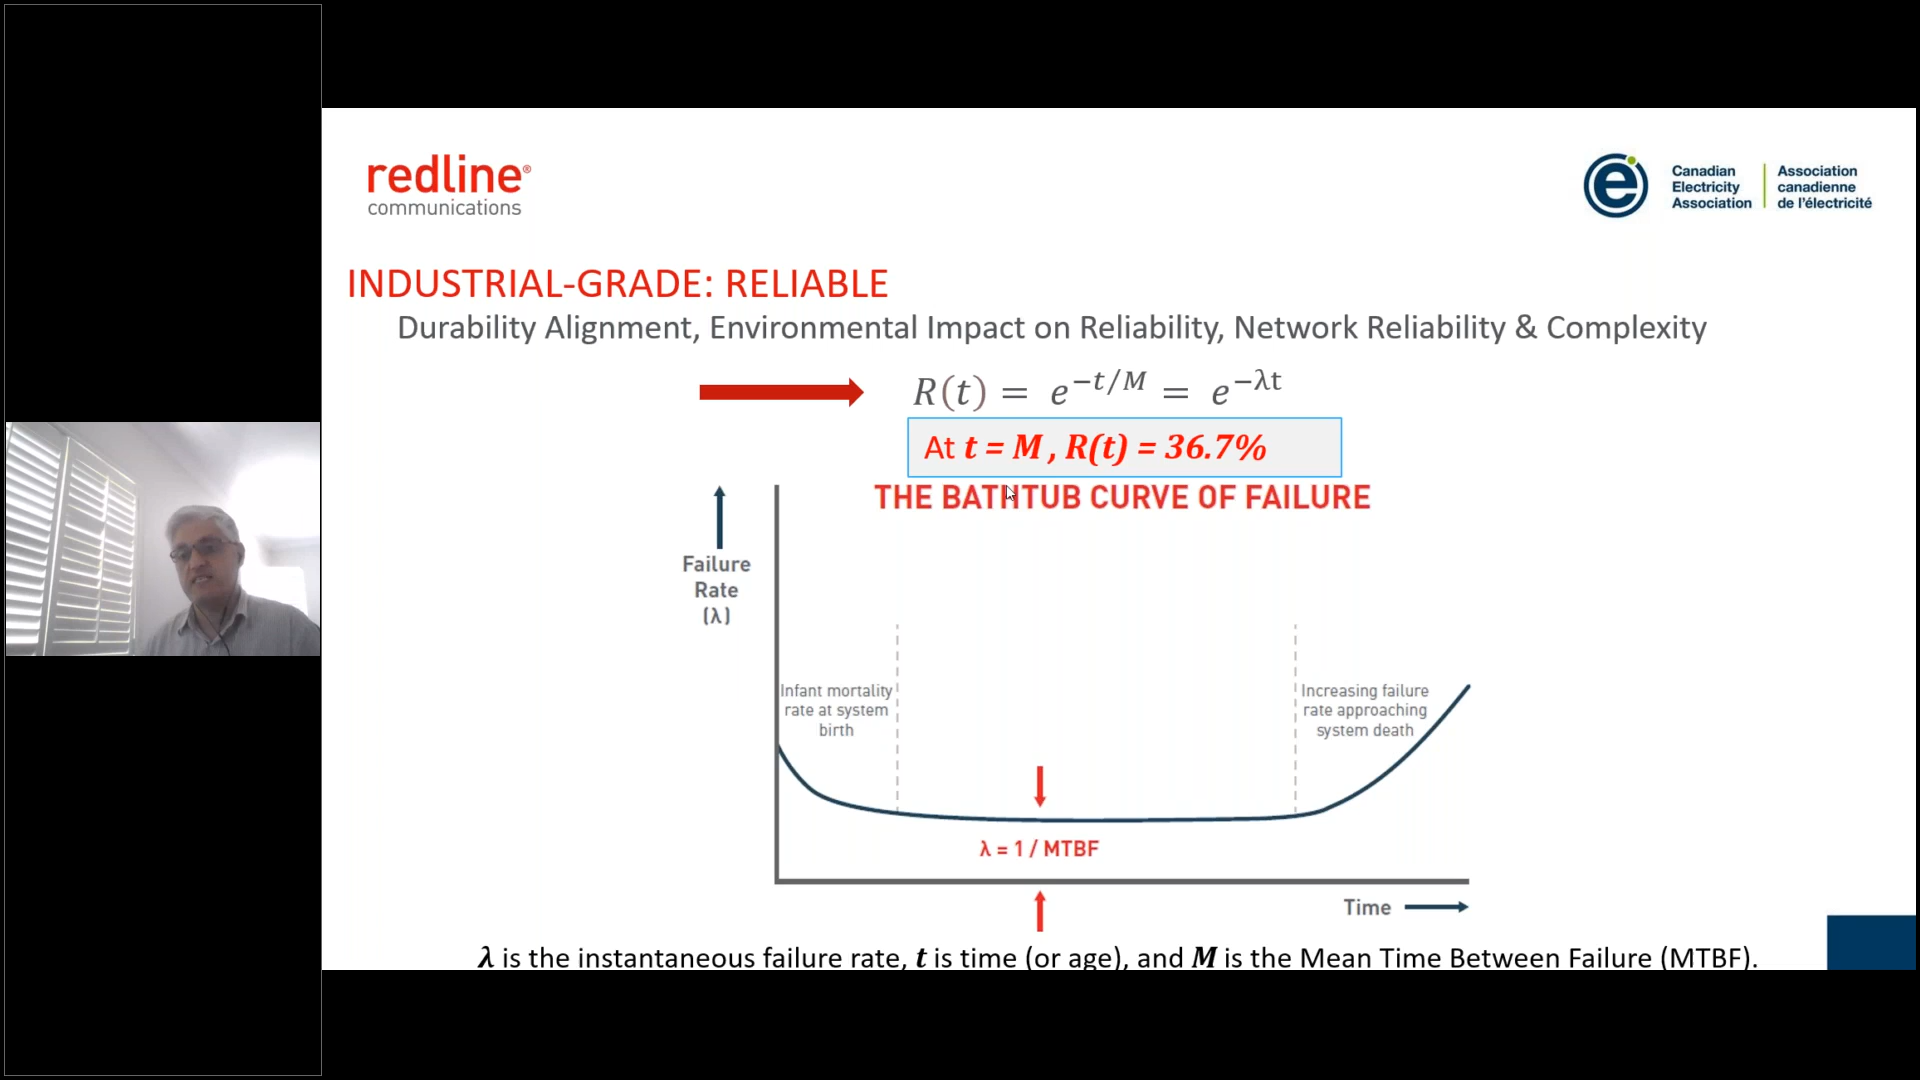 redline®
communications
Canadian
Electricity
Association
Association
canadienne
de l'électricité
INDUSTRIAL-GRADE: RELIABLE
Durability Alignment, Environmental Impact on Reliability, Network Reliability & Complexity
R(t) = e^{-t/M} = e^{-λt}
At t = M, R(t) = 36.7%
THE BATHTUB CURVE OF FAILURE
Failure
Rate
(λ)
Infant mortality
rate at system
birth
Increasing failure
rate approaching
system death
λ = 1 / MTBF
Time
λ is the instantaneous failure rate, t is time (or age), and M is the Mean Time Between Failure (MTBF).